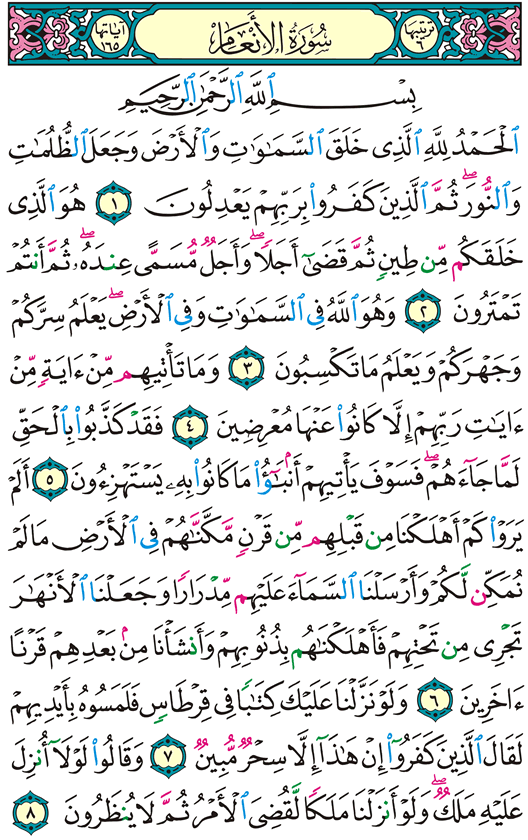 ترتيبها ٦ سُورَةُ الأَنْعَامِ آياتها ١٦٥
بِسْمِ ٱللَّهِ ٱلرَّحْمَٰنِ ٱلرَّحِيمِ
ٱلْحَمْدُ لِلَّهِ ٱلَّذِى خَلَقَ ٱلسَّمَٰوَٰتِ وَٱلْأَرْضَ وَجَعَلَ ٱلظُّلُمَٰتِ
وَٱلنُّورَ ۖ ثُمَّ ٱلَّذِينَ كَفَرُوا۟ بِرَبِّهِمْ يَعْدِلُونَ ١ هُوَ ٱلَّذِى
خَلَقَكُم مِّن طِينٍ ثُمَّ قَضَىٰٓ أَجَلًا ۖ وَأَجَلٌ مُّسَمًّى عِندَهُۥ ۖ ثُمَّ أَنتُمْ
تَمْتَرُونَ ٢ وَهُوَ ٱللَّهُ فِى ٱلسَّمَٰوَٰتِ وَفِى ٱلْأَرْضِ ۖ يَعْلَمُ سِرَّكُمْ
وَجَهْرَكُمْ وَيَعْلَمُ مَا تَكْسِبُونَ ٣ وَمَا تَأْتِيهِم مِّنْ ءَايَةٍ مِّنْ
ءَايَٰتِ رَبِّهِمْ إِلَّا كَانُوا۟ عَنْهَا مُعْرِضِينَ ٤ فَقَدْ كَذَّبُوا۟ بِٱلْحَقِّ
لَمَّا جَآءَهُمْ ۖ فَسَوْفَ يَأْتِيهِمْ أَنۢبَٰٓؤُا۟ مَا كَانُوا۟ بِهِۦ يَسْتَهْزِءُونَ ٥ أَلَمْ
يَرَوْا۟ كَمْ أَهْلَكْنَا مِن قَبْلِهِم مِّن قَرْنٍ مَّكَّنَّٰهُمْ فِى ٱلْأَرْضِ مَا لَمْ
نُمَكِّن لَّكُمْ وَأَرْسَلْنَا ٱلسَّمَآءَ عَلَيْهِم مِّدْرَارًا وَجَعَلْنَا ٱلْأَنْهَٰرَ
تَجْرِى مِن تَحْتِهِمْ فَأَهْلَكْنَٰهُم بِذُنُوبِهِمْ وَأَنشَأْنَا مِنۢ بَعْدِهِمْ قَرْنًا
ءَاخَرِينَ ٦ وَلَوْ نَزَّلْنَا عَلَيْكَ كِتَٰبًا فِى قِرْطَاسٍ فَلَمَسُوهُ بِأَيْدِيهِمْ
لَقَالَ ٱلَّذِينَ كَفَرُوٓا۟ إِنْ هَٰذَآ إِلَّا سِحْرٌ مُّبِينٌ ٧ وَقَالُوا۟ لَوْلَآ أُنزِلَ
عَلَيْهِ مَلَكٌ ۖ وَلَوْ أَنزَلْنَا مَلَكًا لَّقُضِىَ ٱلْأَمْرُ ثُمَّ لَا يُنظَرُونَ ٨